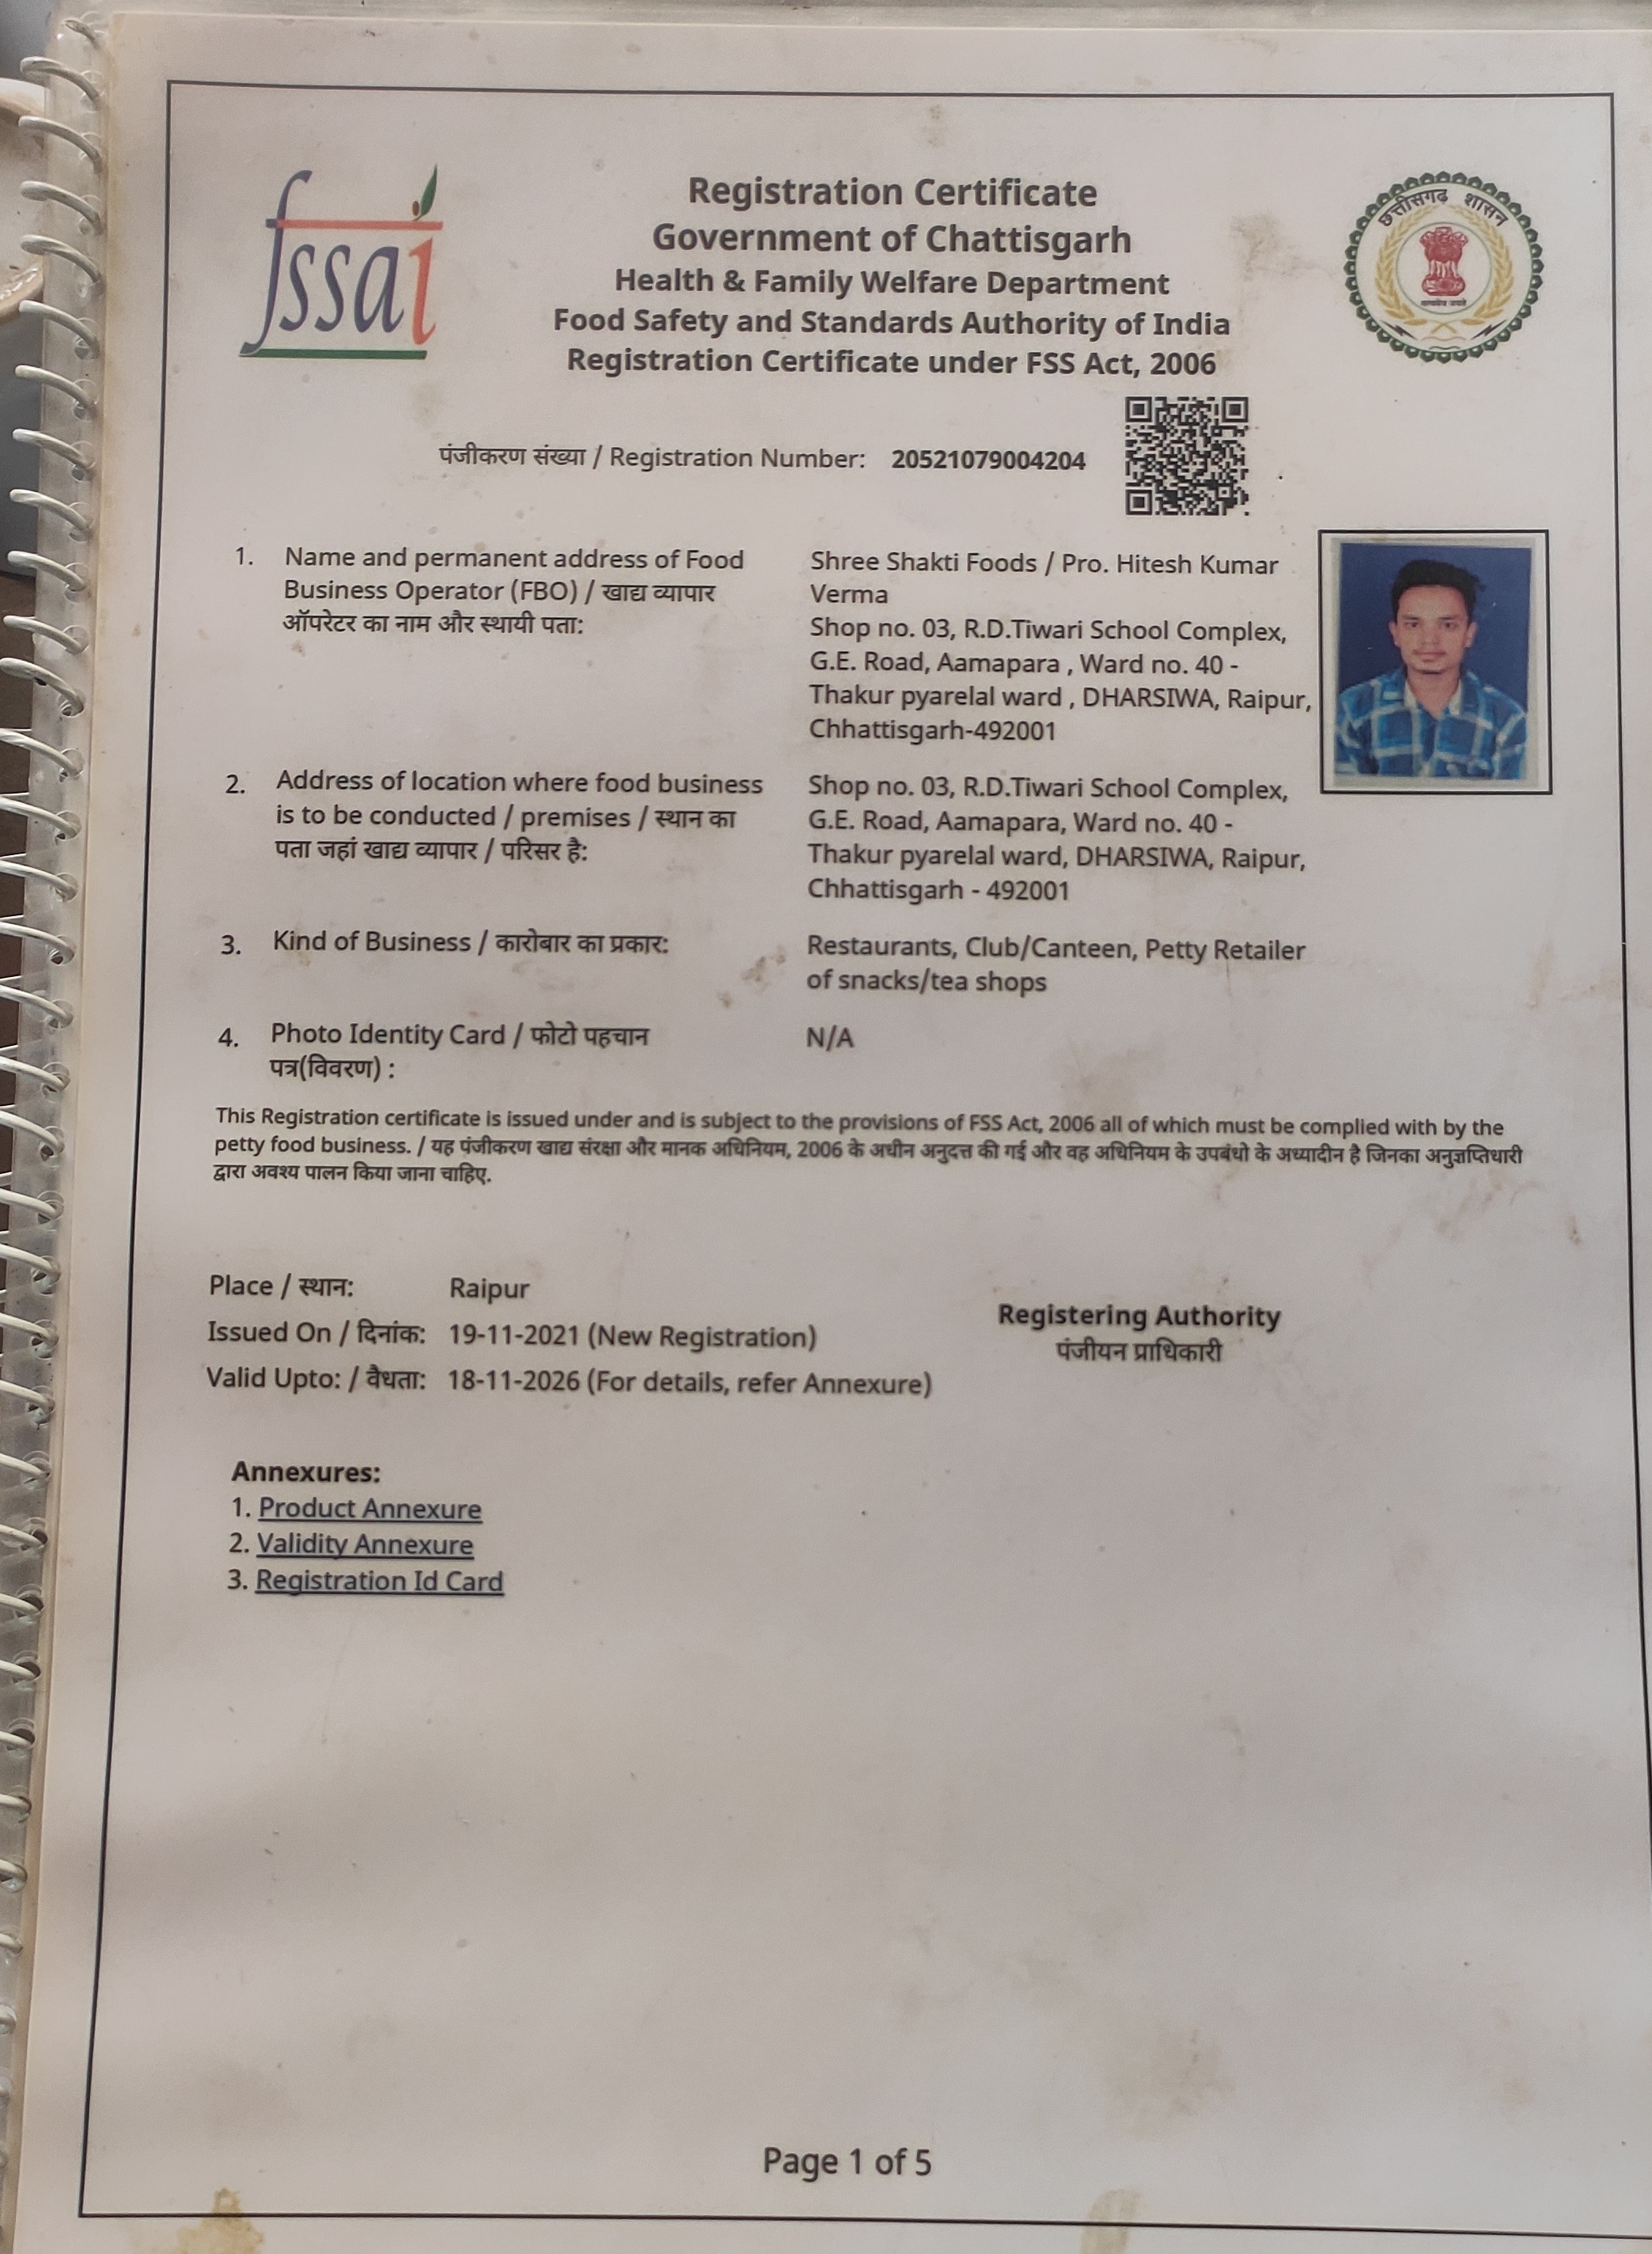 fssai
Registration Certificate
Government of Chattisgarh
Health & Family Welfare Department
Food Safety and Standards Authority of India
Registration Certificate under FSS Act, 2006
छत्तीसगढ़ शासन
सत्यमेव जयते
पंजीकरण संख्या / Registration Number: 20521079004204
1. Name and permanent address of Food
Business Operator (FBO) / खाद्य व्यापार
ऑपरेटर का नाम और स्थायी पता:
Shree Shakti Foods / Pro. Hitesh Kumar
Verma
Shop no. 03, R.D.Tiwari School Complex,
G.E. Road, Aamapara , Ward no. 40 -
Thakur pyarelal ward , DHARSIWA, Raipur,
Chhattisgarh-492001
2. Address of location where food business
is to be conducted / premises / स्थान का
पता जहां खाद्य व्यापार / परिसर है:
Shop no. 03, R.D.Tiwari School Complex,
G.E. Road, Aamapara, Ward no. 40 -
Thakur pyarelal ward, DHARSIWA, Raipur,
Chhattisgarh - 492001
3. Kind of Business / कारोबार का प्रकार:
Restaurants, Club/Canteen, Petty Retailer
of snacks/tea shops
4. Photo Identity Card / फोटो पहचान
पत्र(विवरण) :
N/A
This Registration certificate is issued under and is subject to the provisions of FSS Act, 2006 all of which must be complied with by the
petty food business. / यह पंजीकरण खाद्य संरक्षा और मानक अधिनियम, 2006 के अधीन अनुदत्त की गई और वह अधिनियम के उपबंधो के अध्यादीन है जिनका अनुज्ञप्तिधारी
द्वारा अवश्य पालन किया जाना चाहिए.
Place / स्थान: Raipur
Issued On / दिनांक: 19-11-2021 (New Registration)
Valid Upto: / वैधता: 18-11-2026 (For details, refer Annexure)
Registering Authority
पंजीयन प्राधिकारी
Annexures:
1. Product Annexure
2. Validity Annexure
3. Registration Id Card
Page 1 of 5